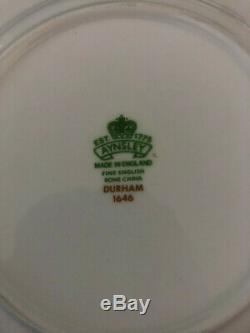 EST 1775
AYNSLEY
MADE IN ENGLAND
FINE ENGLISH
BONE CHINA
DURHAM
1646